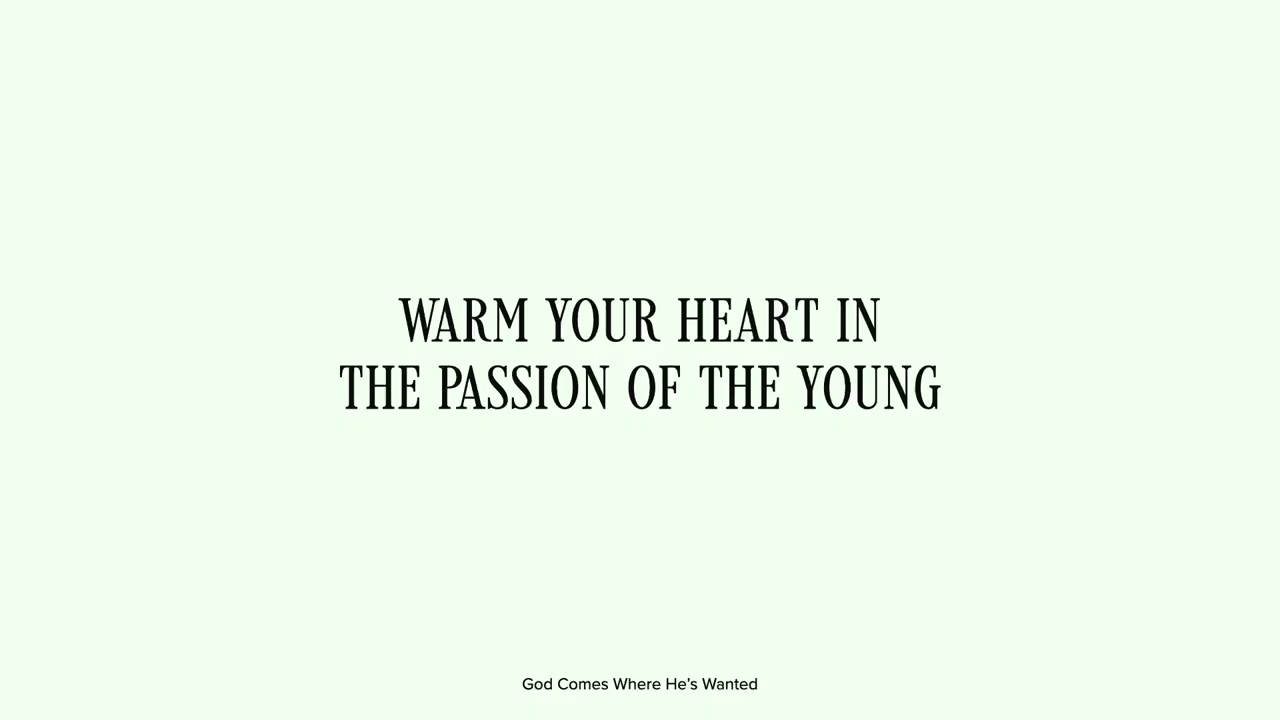 WARM YOUR HEART IN
THE PASSION OF THE YOUNG
God Comes Where He's Wanted